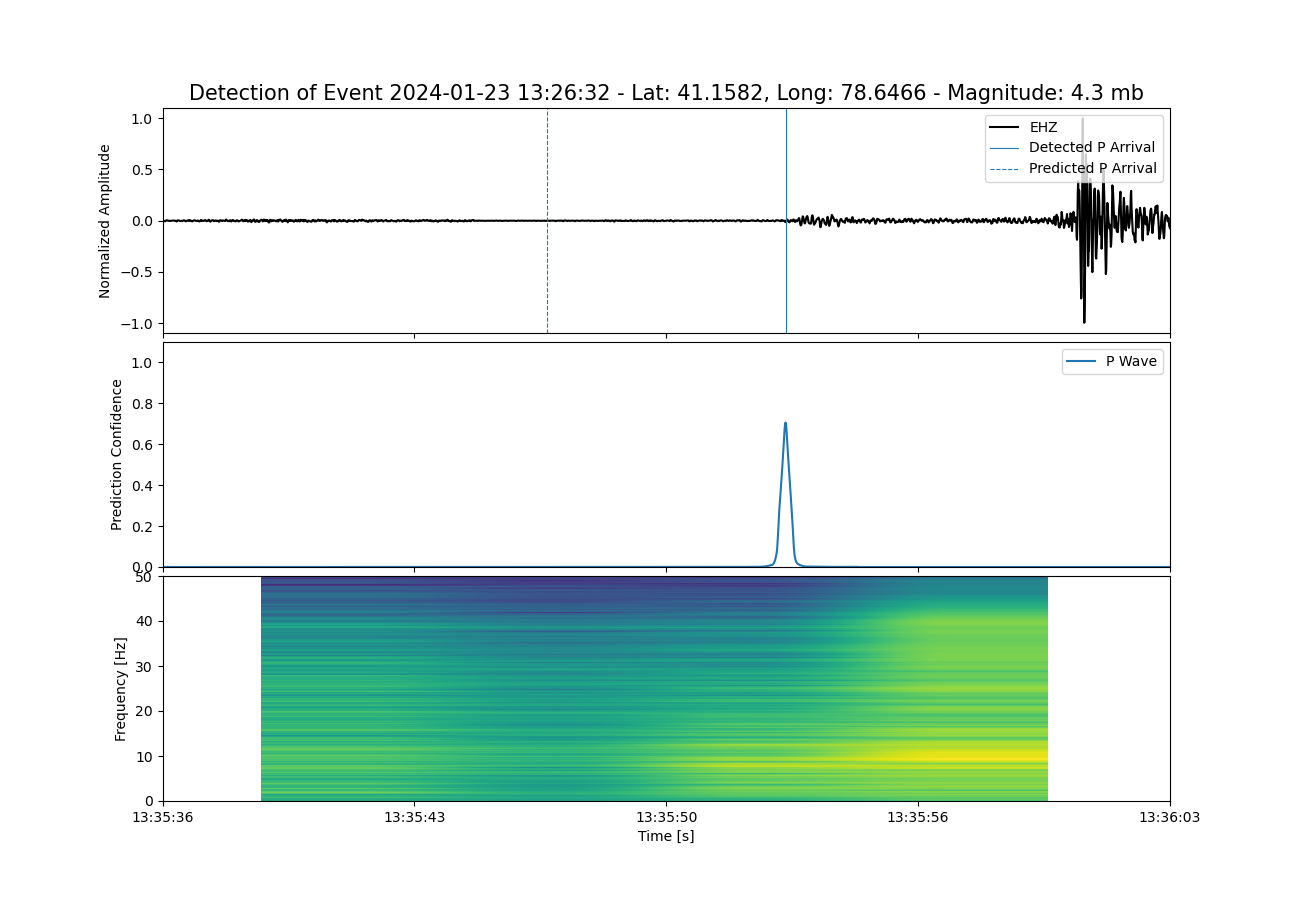 Detection of Event 2024-01-23 13:26:32 - Lat: 41.1582, Long: 78.6466 - Magnitude: 4.3 mb
Normalized Amplitude
1.0
0.5
0.0
−0.5
−1.0
EHZ
Detected P Arrival
Predicted P Arrival
Prediction Confidence
1.0
0.8
0.6
0.4
0.2
0.0
P Wave
Frequency [Hz]
50
40
30
20
10
0
13:35:36
13:35:43
13:35:50
13:35:56
13:36:03
Time [s]